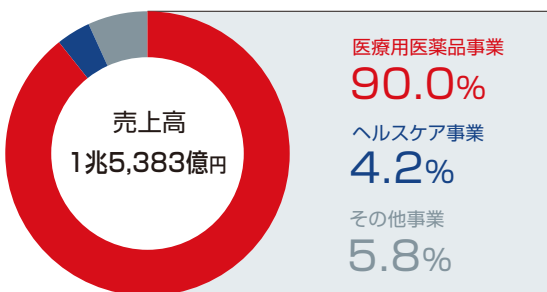 売上高
1兆5,383億円
医療用医薬品事業
90.0%
ヘルスケア事業
4.2%
その他事業
5.8%